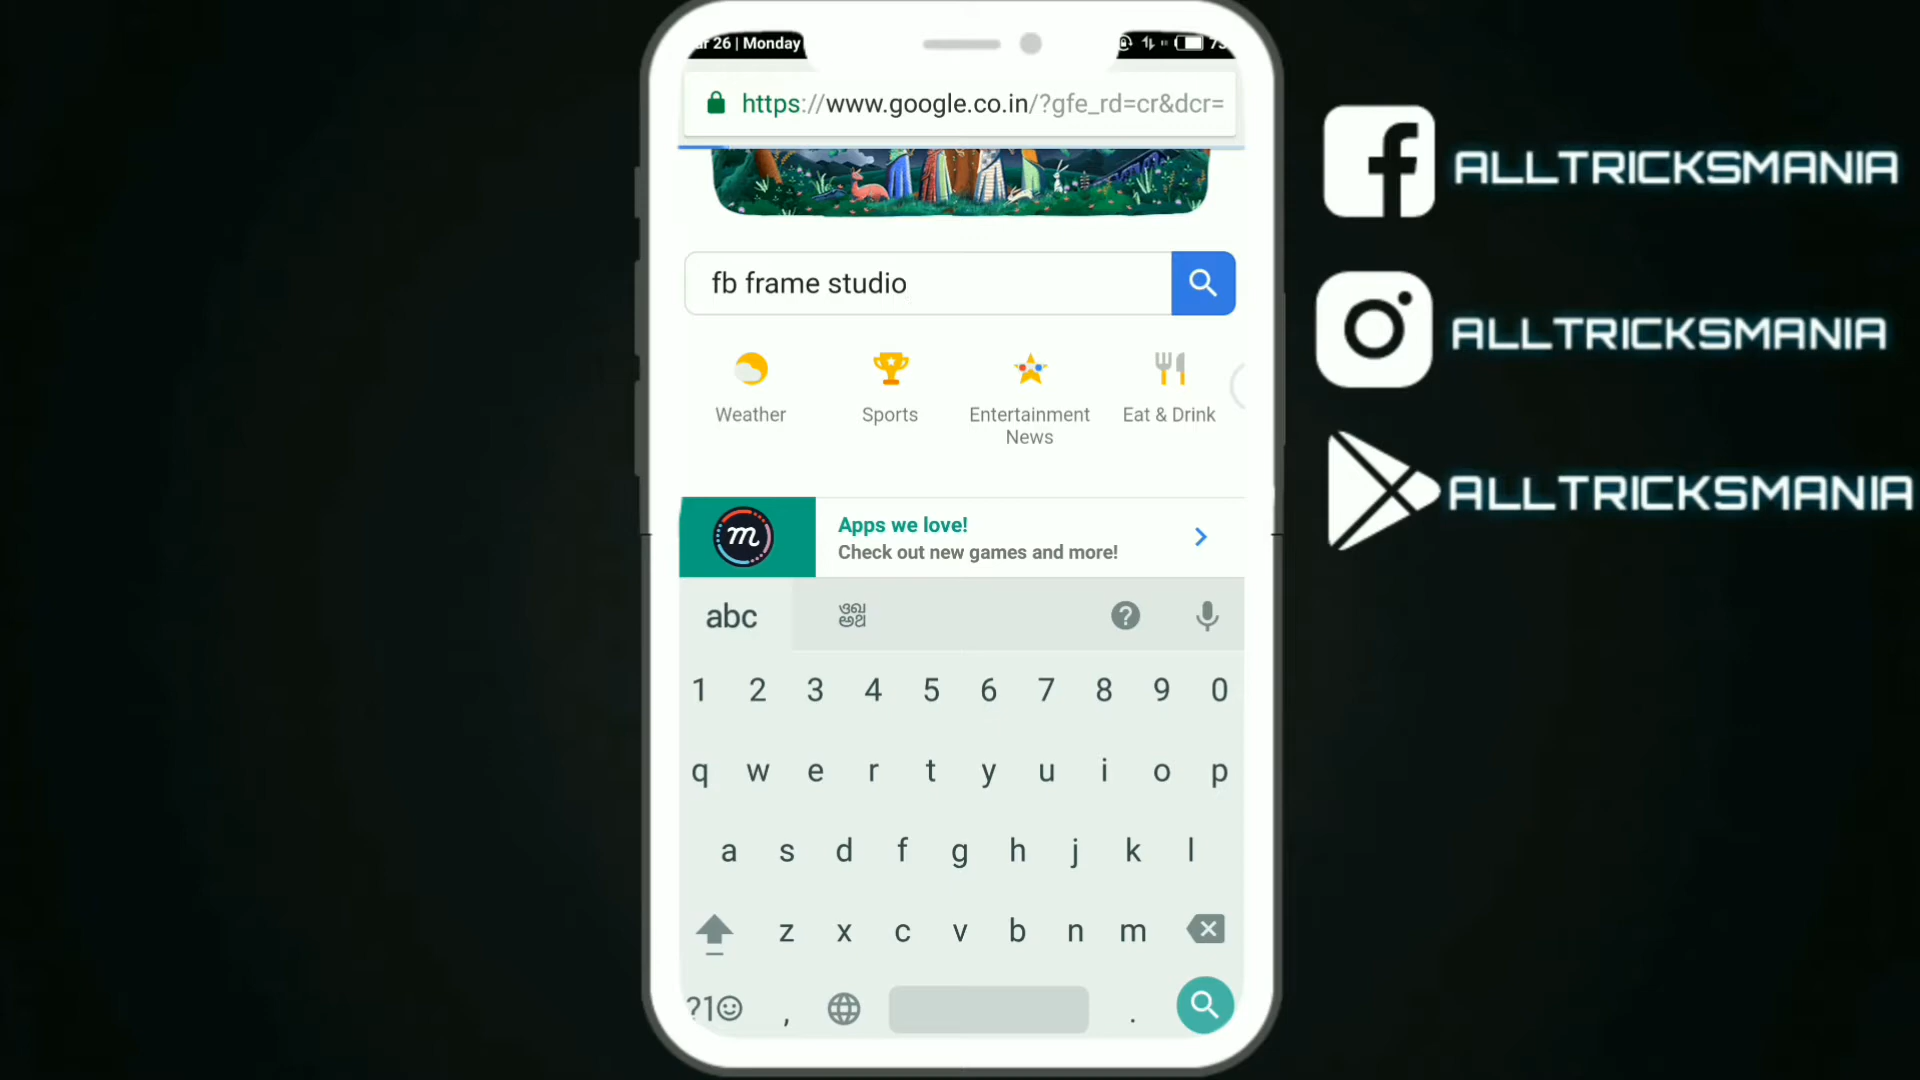 26 | Monday
https://www.google.co.in/?gfe_rd=cr&dcr=
fb frame studio
Weather
Sports
Entertainment
News
Eat & Drink
m
Apps we love!
Check out new games and more!
abc
1 2 3 4 5 6 7 8 9 0
q w e r t y u i o p
a s d f g h j k l
z x c v b n m
?1 , .
ALLTRICKSMANIA
ALLTRICKSMANIA
ALLTRICKSMANIA